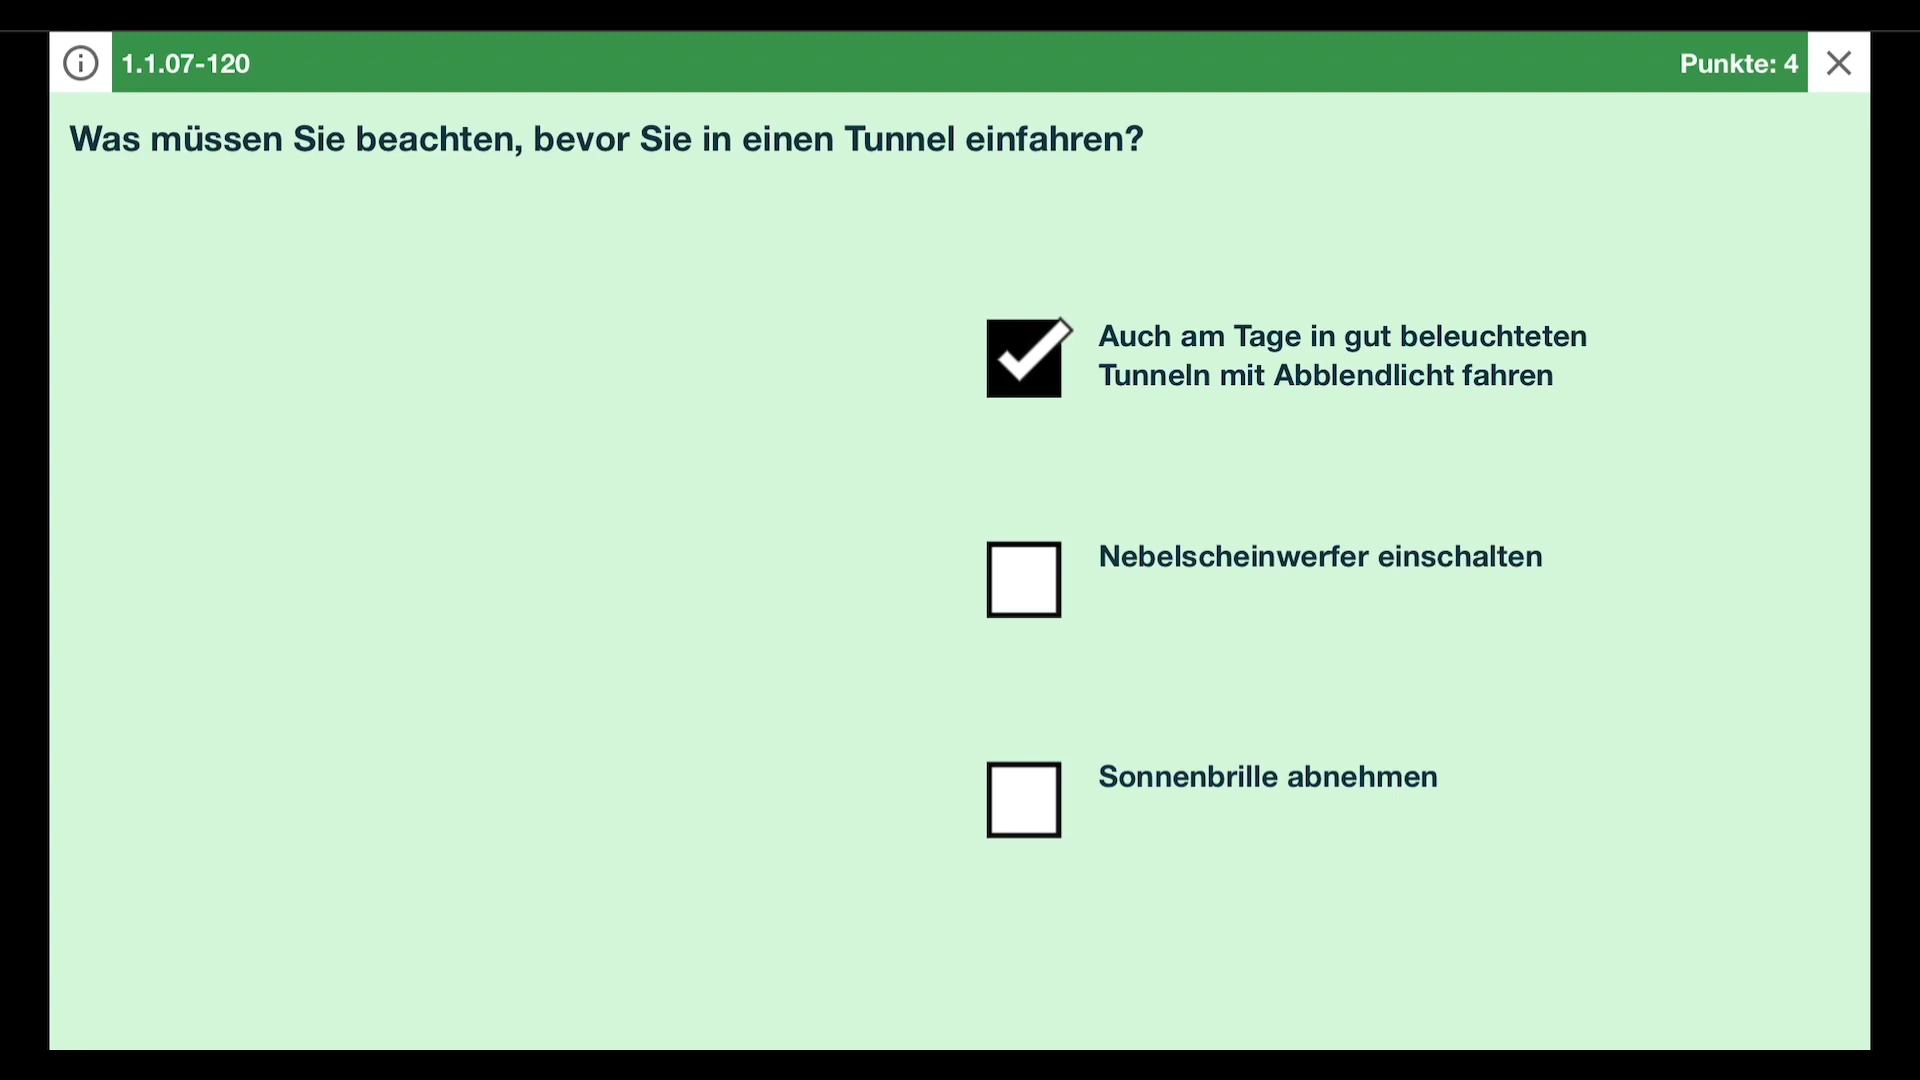 1.1.07-120
Punkte: 4
Was müssen Sie beachten, bevor Sie in einen Tunnel einfahren?
Auch am Tage in gut beleuchteten
Tunneln mit Abblendlicht fahren
Nebelscheinwerfer einschalten
Sonnenbrille abnehmen